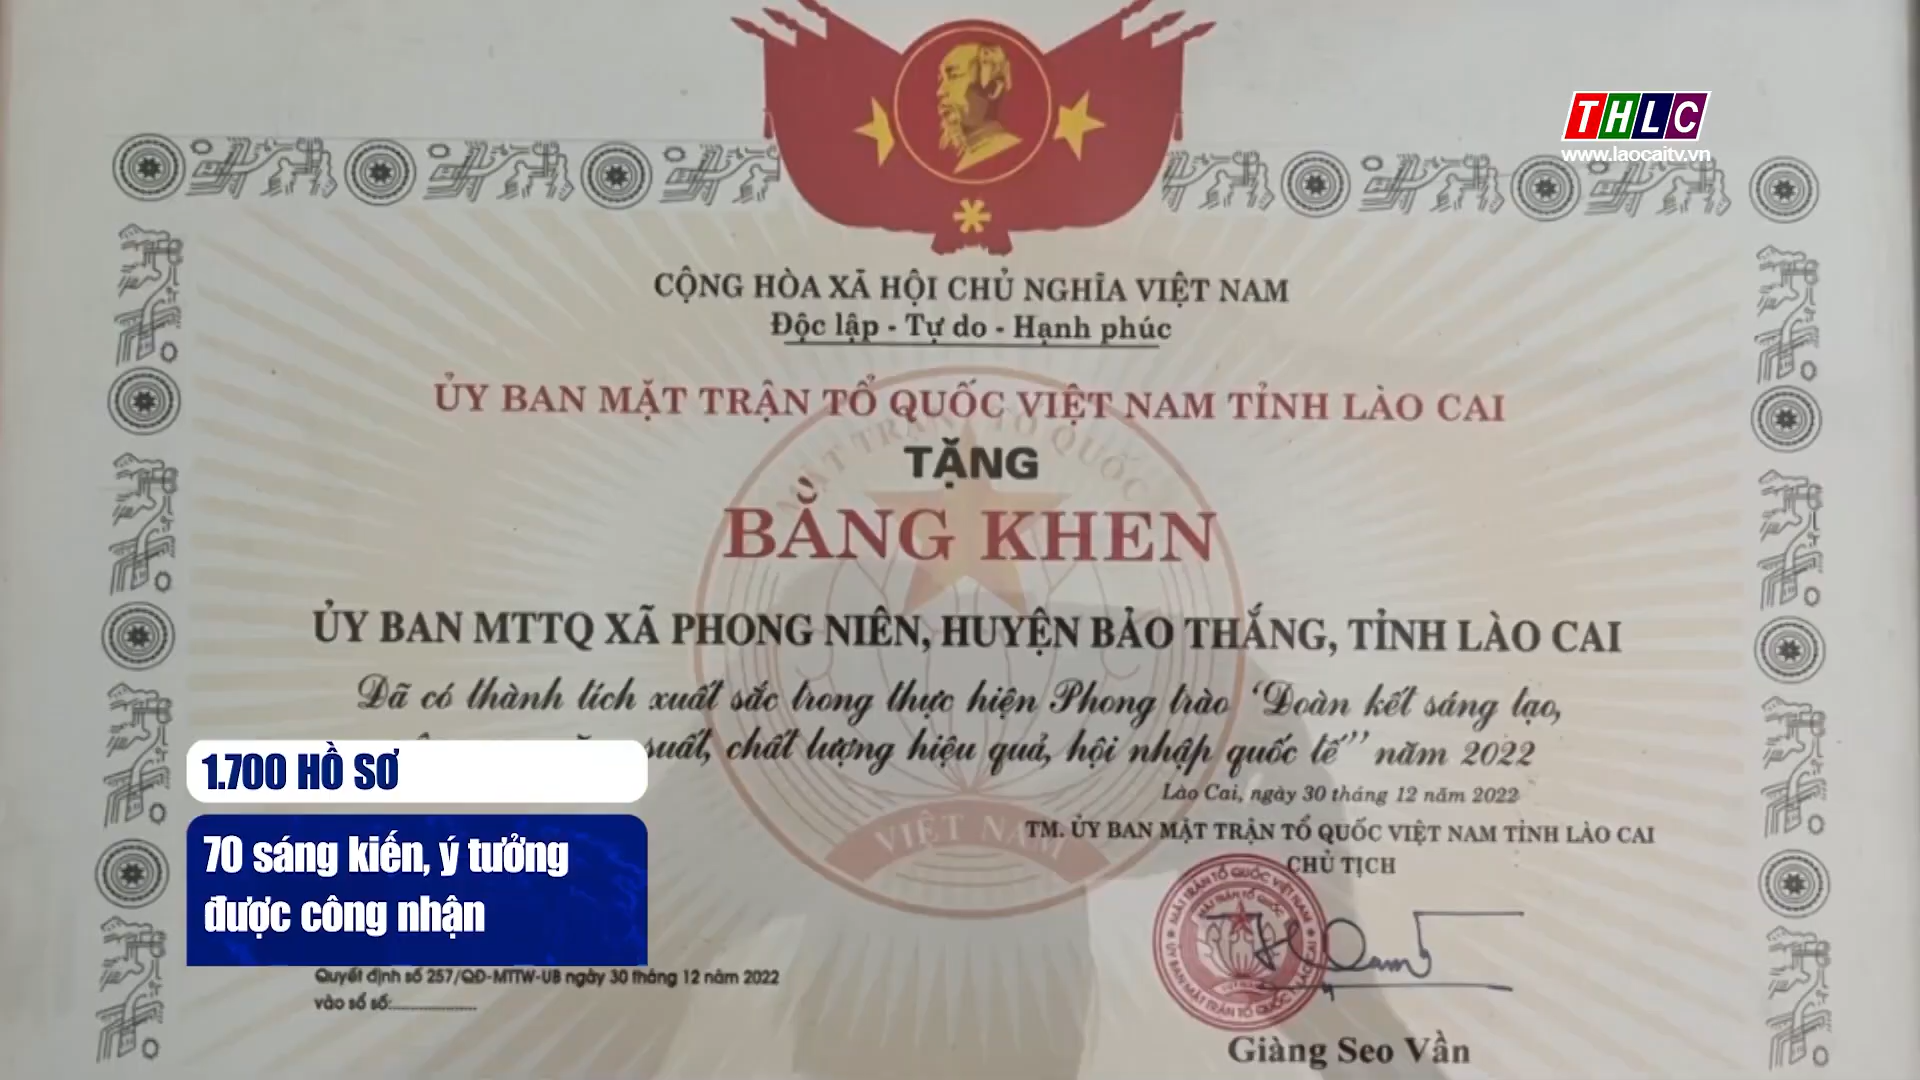 THLC
www.laocaitv.vn
CỘNG HÒA XÃ HỘI CHỦ NGHĨA VIỆT NAM
Độc lập - Tự do - Hạnh phúc
ỦY BAN MẶT TRẬN TỔ QUỐC VIỆT NAM TỈNH LÀO CAI
TẶNG
BẰNG KHEN
ỦY BAN MTTQ XÃ PHONG NIÊN, HUYỆN BẢO THẮNG, TỈNH LÀO CAI
Đã có thành tích xuất sắc trong thực hiện Phong trào “Đoàn kết sáng tạo,
suất, chất lượng hiệu quả, hội nhập quốc tế” năm 2022
Lào Cai, ngày 30 tháng 12 năm 2022
TM. ỦY BAN MẶT TRẬN TỔ QUỐC VIỆT NAM TỈNH LÀO CAI
CHỦ TỊCH
VIỆT NAM
1.700 HỒ SƠ
70 sáng kiến, ý tưởng
được công nhận
Quyết định số 257/QĐ-MTTW-UB ngày 30 tháng 12 năm 2022
vào sổ số:....................
Giàng Seo Vần